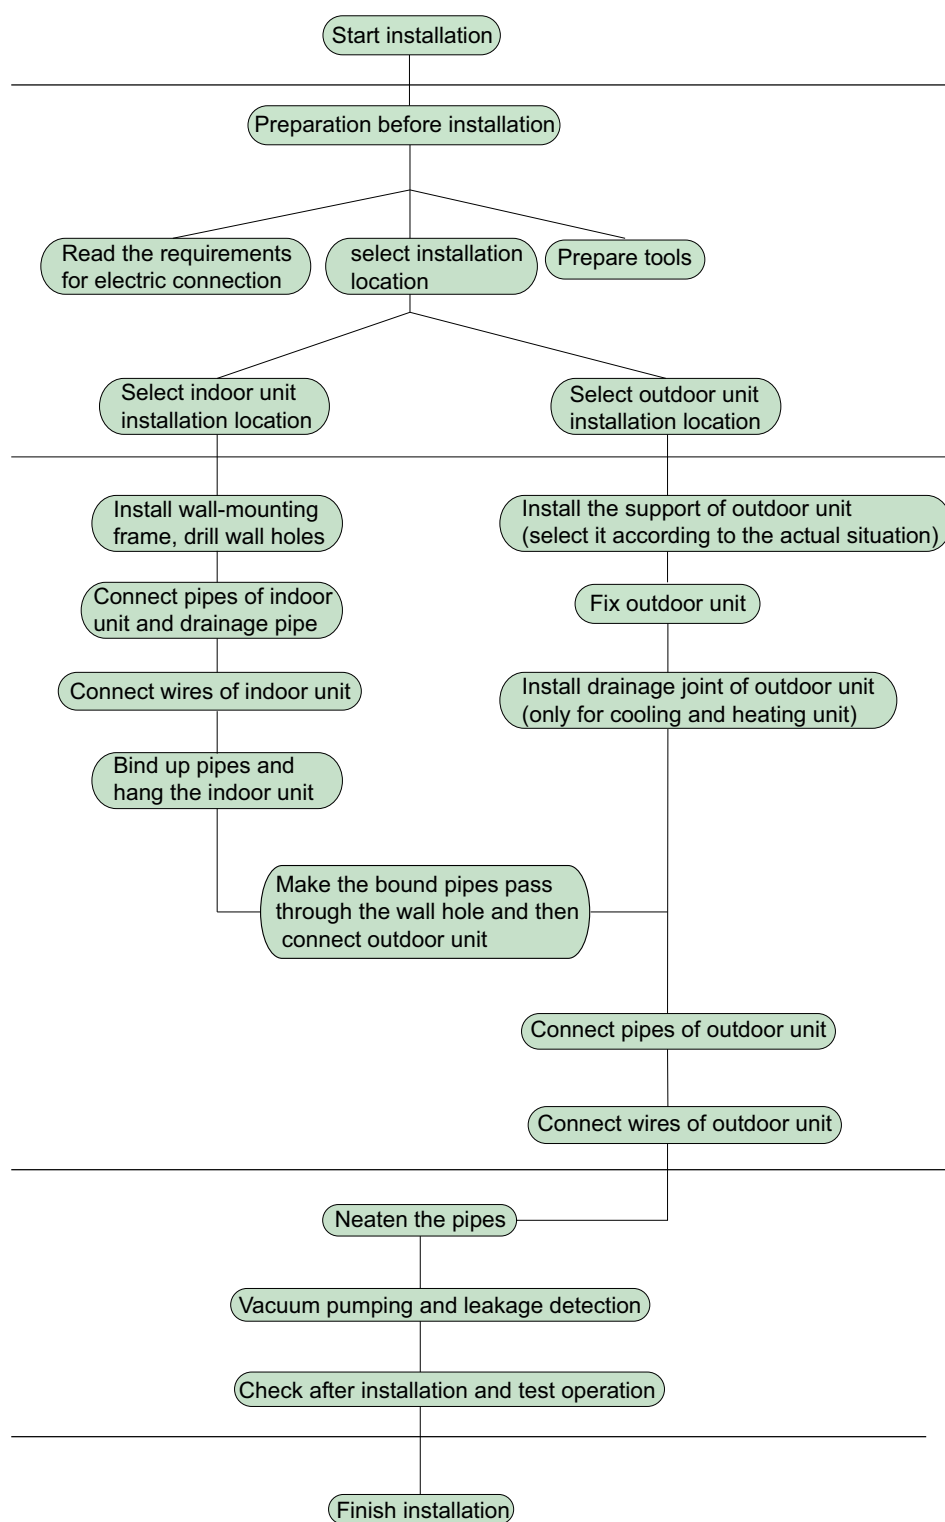 Start installation
Preparation before installation
Read the requirements
for electric connection
select installation
location
Prepare tools
Select indoor unit
installation location
Select outdoor unit
installation location
Install wall-mounting
frame, drill wall holes
Install the support of outdoor unit
(select it according to the actual situation)
Connect pipes of indoor
unit and drainage pipe
Fix outdoor unit
Connect wires of indoor unit
Install drainage joint of outdoor unit
(only for cooling and heating unit)
Bind up pipes and
hang the indoor unit
Make the bound pipes pass
through the wall hole and then
connect outdoor unit
Connect pipes of outdoor unit
Connect wires of outdoor unit
Neaten the pipes
Vacuum pumping and leakage detection
Check after installation and test operation
Finish installation